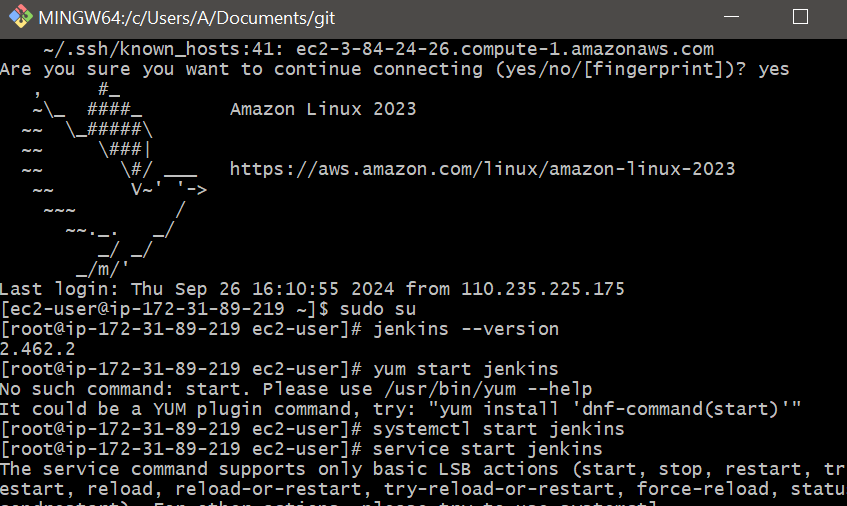 MINGW64:/c/Users/A/Documents/git
~/.ssh/known_hosts:41: ec2-3-84-24-26.compute-1.amazonaws.com
Are you sure you want to continue connecting (yes/no/[fingerprint])? yes
   ,     #_
   ~\_  ####_        Amazon Linux 2023
  ~~  \_#####\
  ~~     \###|
  ~~       \#/ ___   https://aws.amazon.com/linux/amazon-linux-2023
   ~~       V~' '->
    ~~~         /
      ~~._.   _/
         _/ _/
       _/m/'
Last login: Thu Sep 26 16:10:55 2024 from 110.235.225.175
[ec2-user@ip-172-31-89-219 ~]$ sudo su
[root@ip-172-31-89-219 ec2-user]# jenkins --version
2.462.2
[root@ip-172-31-89-219 ec2-user]# yum start jenkins
No such command: start. Please use /usr/bin/yum --help
It could be a YUM plugin command, try: "yum install 'dnf-command(start)'"
[root@ip-172-31-89-219 ec2-user]# systemctl start jenkins
[root@ip-172-31-89-219 ec2-user]# service start jenkins
The service command supports only basic LSB actions (start, stop, restart, tr
estart, reload, reload-or-restart, try-reload-or-restart, force-reload, statu